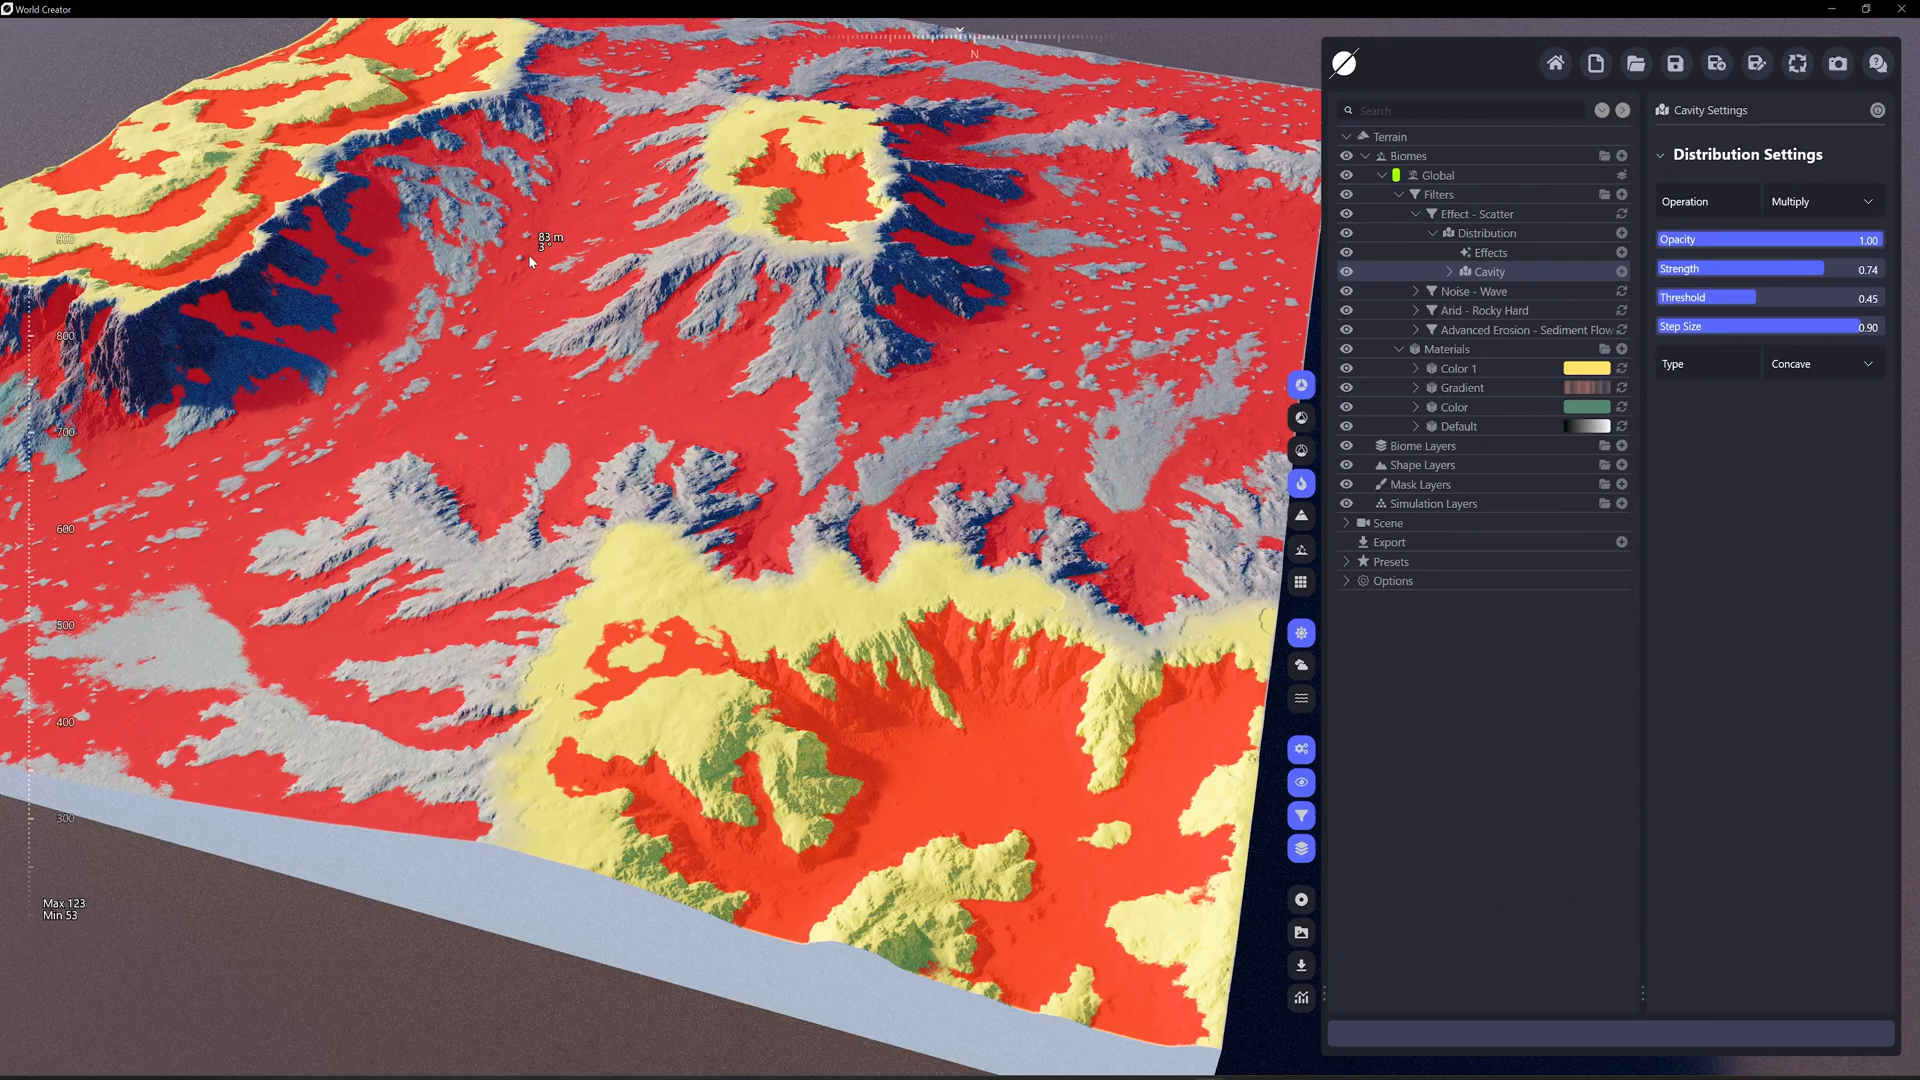 World Creator
W
N
E
83 m
3 °
900
800
700
600
500
400
300
Max 123
Min 53
Search
Terrain
Biomes
Global
Filters
Effect - Scatter
Distribution
Effects
Cavity
Noise - Wave
Arid - Rocky Hard
Advanced Erosion - Sediment Flow
Materials
Color 1
Gradient
Color
Default
Biome Layers
Shape Layers
Mask Layers
Simulation Layers
Scene
Export
Presets
Options
Cavity Settings
Distribution Settings
Operation Multiply
Opacity 1.00
Strength 0.74
Threshold 0.45
Step Size 0.90
Type Concave